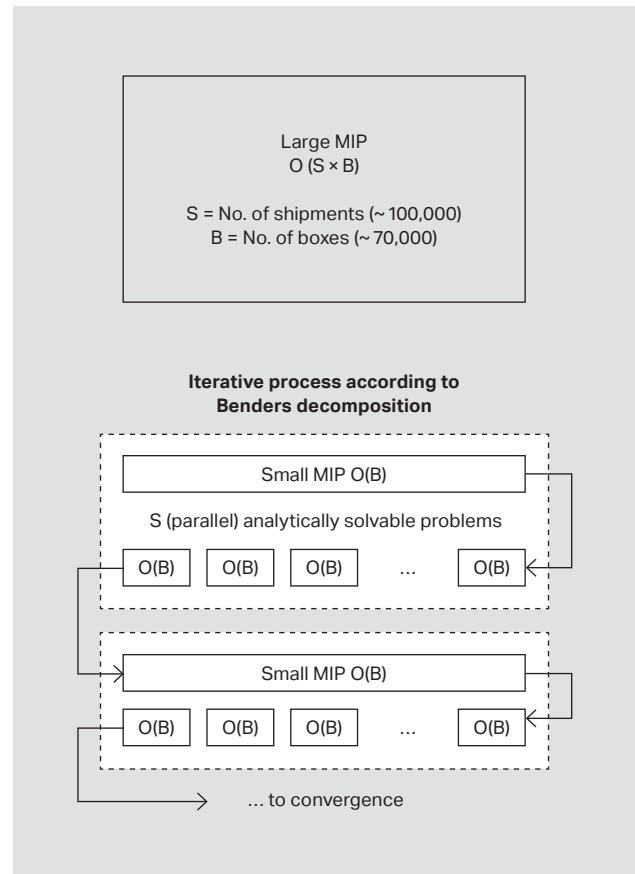 Large MIP
O (S × B)
S = No. of shipments (~ 100,000)
B = No. of boxes (~ 70,000)
Iterative process according to
Benders decomposition
Small MIP O(B)
S (parallel) analytically solvable problems
O(B) O(B) O(B) ... O(B)
Small MIP O(B)
O(B) O(B) O(B) ... O(B)
... to convergence